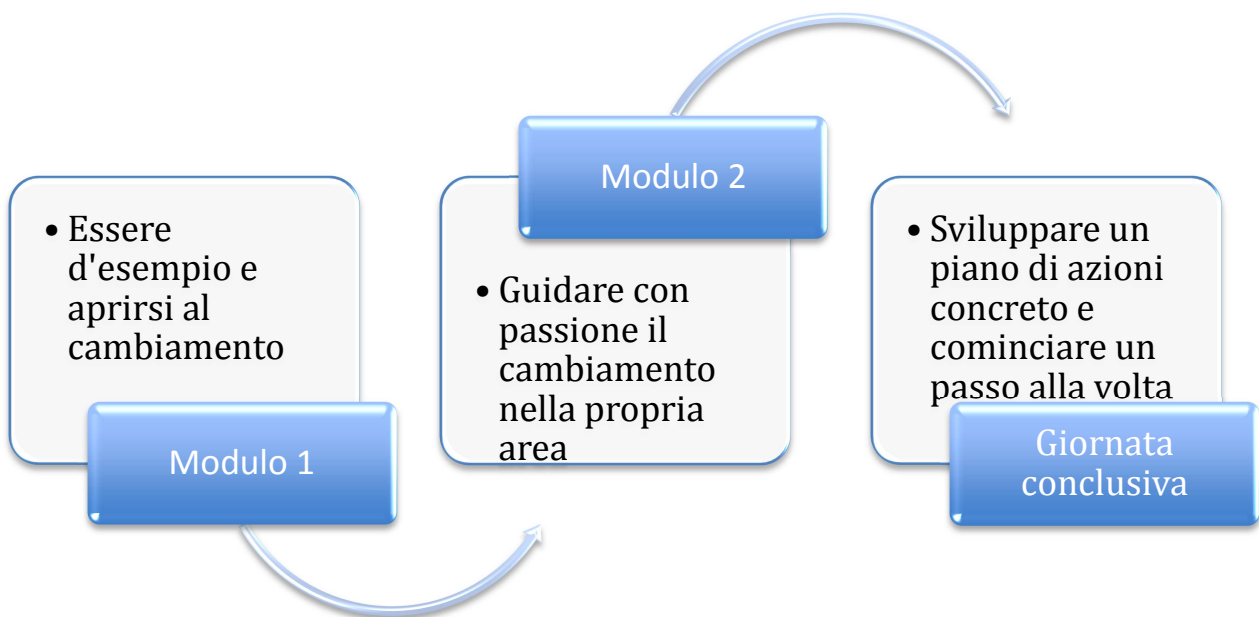 • Essere
d'esempio e
aprirsi al
cambiamento
Modulo 1
Modulo 2
• Guidare con
passione il
cambiamento
nella propria
area
• Sviluppare un
piano di azioni
concreto e
cominciare un
passo alla volta
Giornata
conclusiva